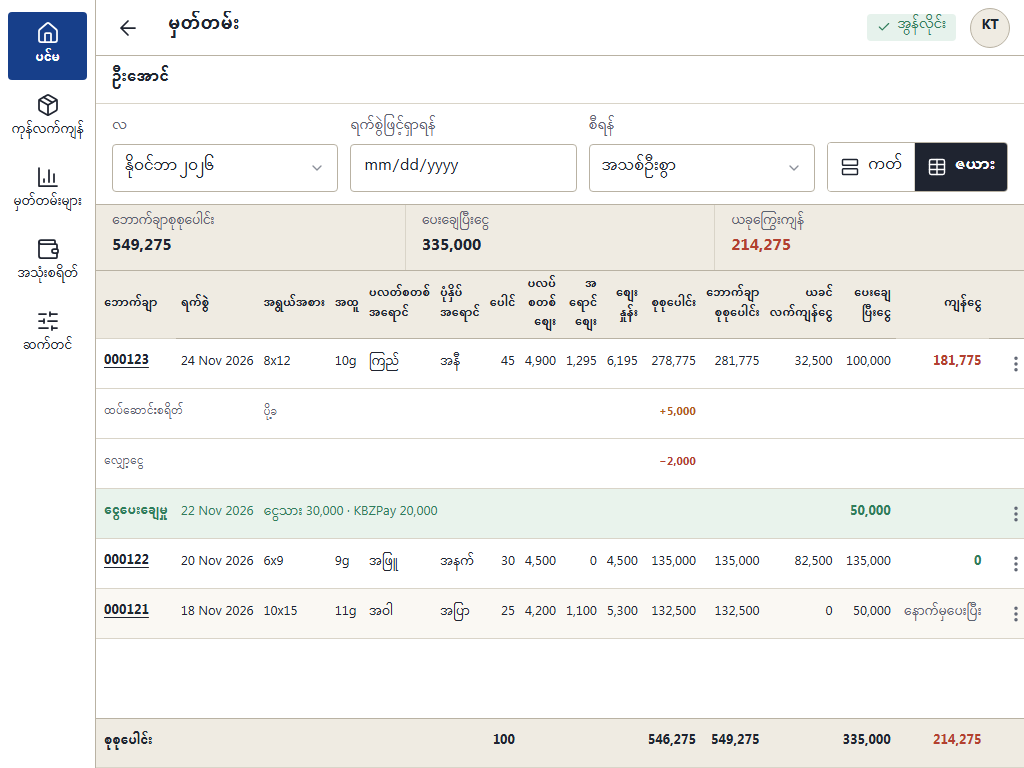 ပင်မ
ကုန်လက်ကျန်
မှတ်တမ်းများ
အသုံးစရိတ်
ဆက်တင်
မှတ်တမ်း
အွန်လိုင်း
KT
ဦးအောင်
လ
ရက်စွဲဖြင့်ရှာရန်
စီရန်
နိုဝင်ဘာ ၂၀၂၆
mm/dd/yyyy
အသစ်ဦးစွာ
ကတ်
ဇယား
ဘောက်ချာစုစုပေါင်း
ပေးချေပြီးငွေ
ယခုကြွေးကျန်
549,275
335,000
214,275
ဘောက်ချာ ရက်စွဲ အရွယ်အစား အထူ ပလတ်စတစ် အရောင် ပုံနှိပ် အရောင် ပေါင် ပလပ် စတစ် ဈေး အ ရောင် ဈေး ဈေး နှုန်း စုစုပေါင်း ဘောက်ချာ စုစုပေါင်း ယခင် လက်ကျန်ငွေ ပေးချေ ပြီးငွေ ကျန်ငွေ
000123 24 Nov 2026 8x12 10g ကြည် အနီ 45 4,900 1,295 6,195 278,775 281,775 32,500 100,000 181,775
ထပ်ဆောင်းစရိတ် ပို့ခ +5,000
လျှော့ငွေ −2,000
ငွေပေးချေမှု 22 Nov 2026 ငွေသား 30,000 · KBZPay 20,000 50,000
000122 20 Nov 2026 6x9 9g အဖြူ အနက် 30 4,500 0 4,500 135,000 135,000 82,500 135,000 0
000121 18 Nov 2026 10x15 11g အဝါ အပြာ 25 4,200 1,100 5,300 132,500 132,500 0 50,000 နောက်မှပေးပြီး
စုစုပေါင်း 100 546,275 549,275 335,000 214,275